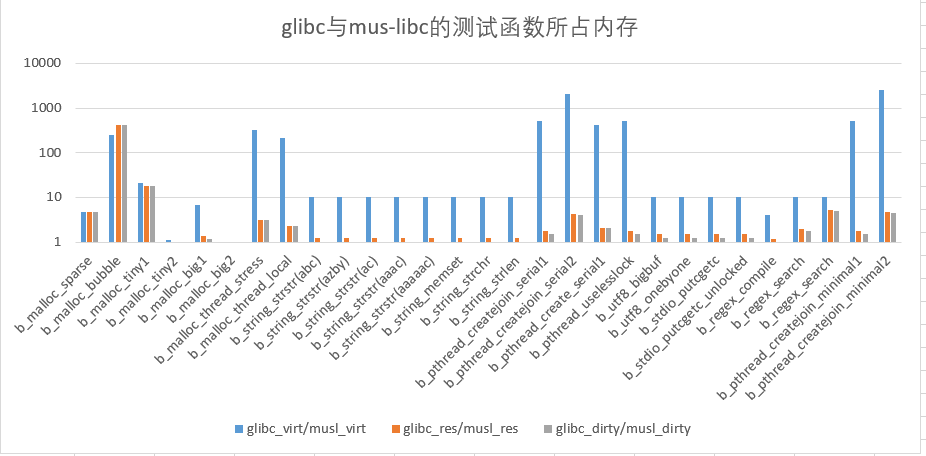 glibc与mus-libc的测试函数所占内存
10000
1000
100
10
1
b_malloc_sparse
b_malloc_bubble
b_malloc_tiny1
b_malloc_tiny2
b_malloc_big1
b_malloc_big2
b_malloc_thread_stress
b_malloc_thread_local
b_string_strstr(abc)
b_string_strstr(azby)
b_string_strstr(ac)
b_string_strstr(aaac)
b_string_strstr(aaaac)
b_string_memset
b_string_strchr
b_string_strlen
b_pthread_createjoin_serial1
b_pthread_createjoin_serial2
b_pthread_create_serial1
b_pthread_uselesslock
b_utf8_bigbuf
b_utf8_onebyone
b_stdio_putcgetc
b_stdio_putcgetc_unlocked
b_regex_compile
b_regex_search
b_regex_search
b_pthread_createjoin_minimal1
b_pthread_createjoin_minimal2
glibc_virt/musl_virt
glibc_res/musl_res
glibc_dirty/musl_dirty